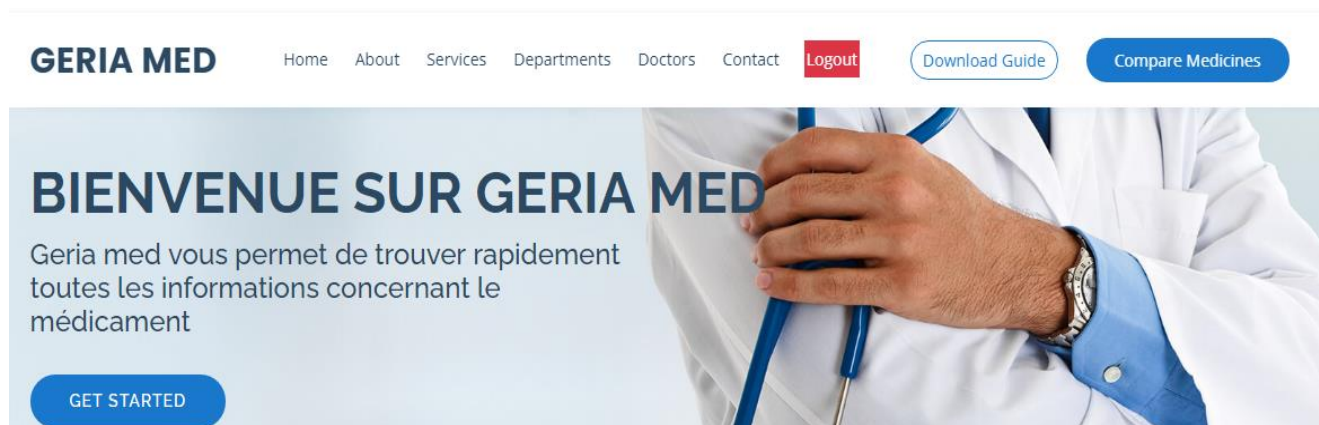 GERIA MED
Home About Services Departments Doctors Contact Logout Download Guide Compare Medicines
BIENVENUE SUR GERIA MED
Geria med vous permet de trouver rapidement
toutes les informations concernant le
médicament
GET STARTED